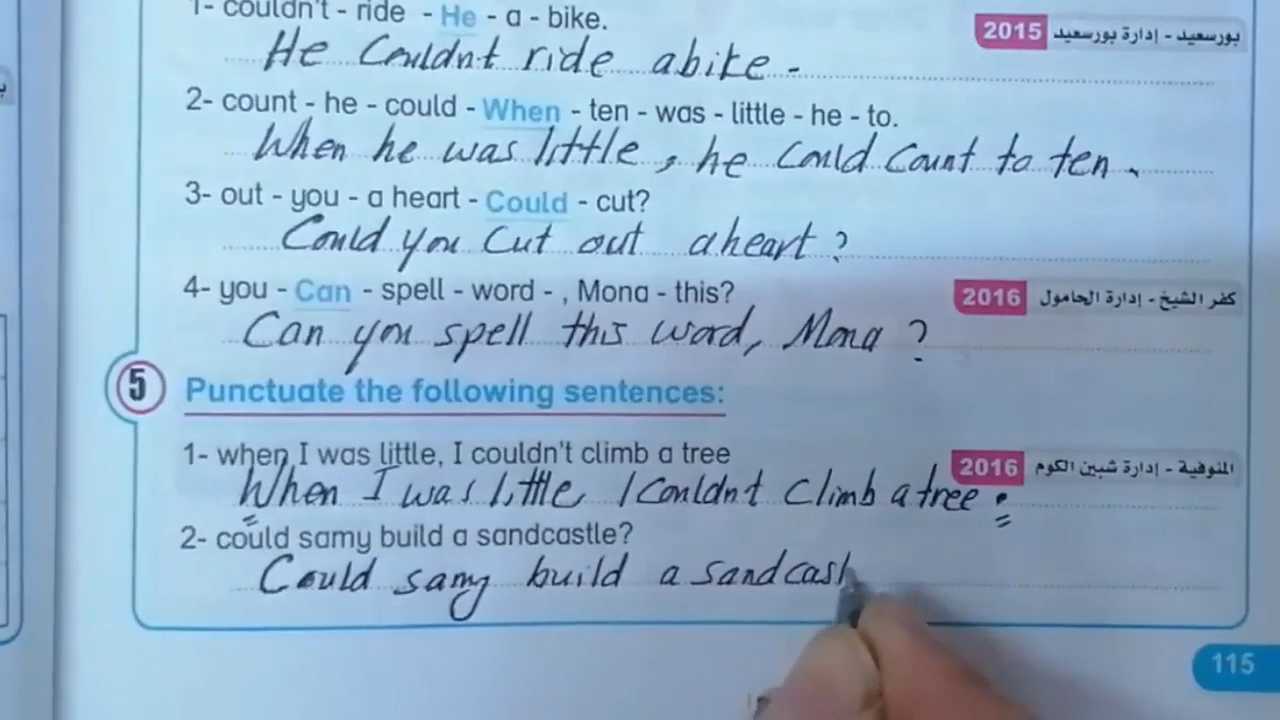 1- couldn't - ride - He - a - bike.
بورسعيد - إدارة بورسعيد 2015
He Couldn't ride a bike.
2- count - he - could - When - ten - was - little - he - to.
When he was little, he could count to ten.
3- out - you - a heart - Could - cut?
Could you cut out a heart?
4- you - Can - spell - word - , Mona - this?
كفر الشيخ - إدارة الحامول 2016
Can you spell this word, Mona?
5 Punctuate the following sentences:
1- when I was little, I couldn't climb a tree
المنوفية - إدارة شبين الكوم 2016
When I was little, I Couldn't climb a tree.
2- could samy build a sandcastle?
Could samy build a sandcast
115